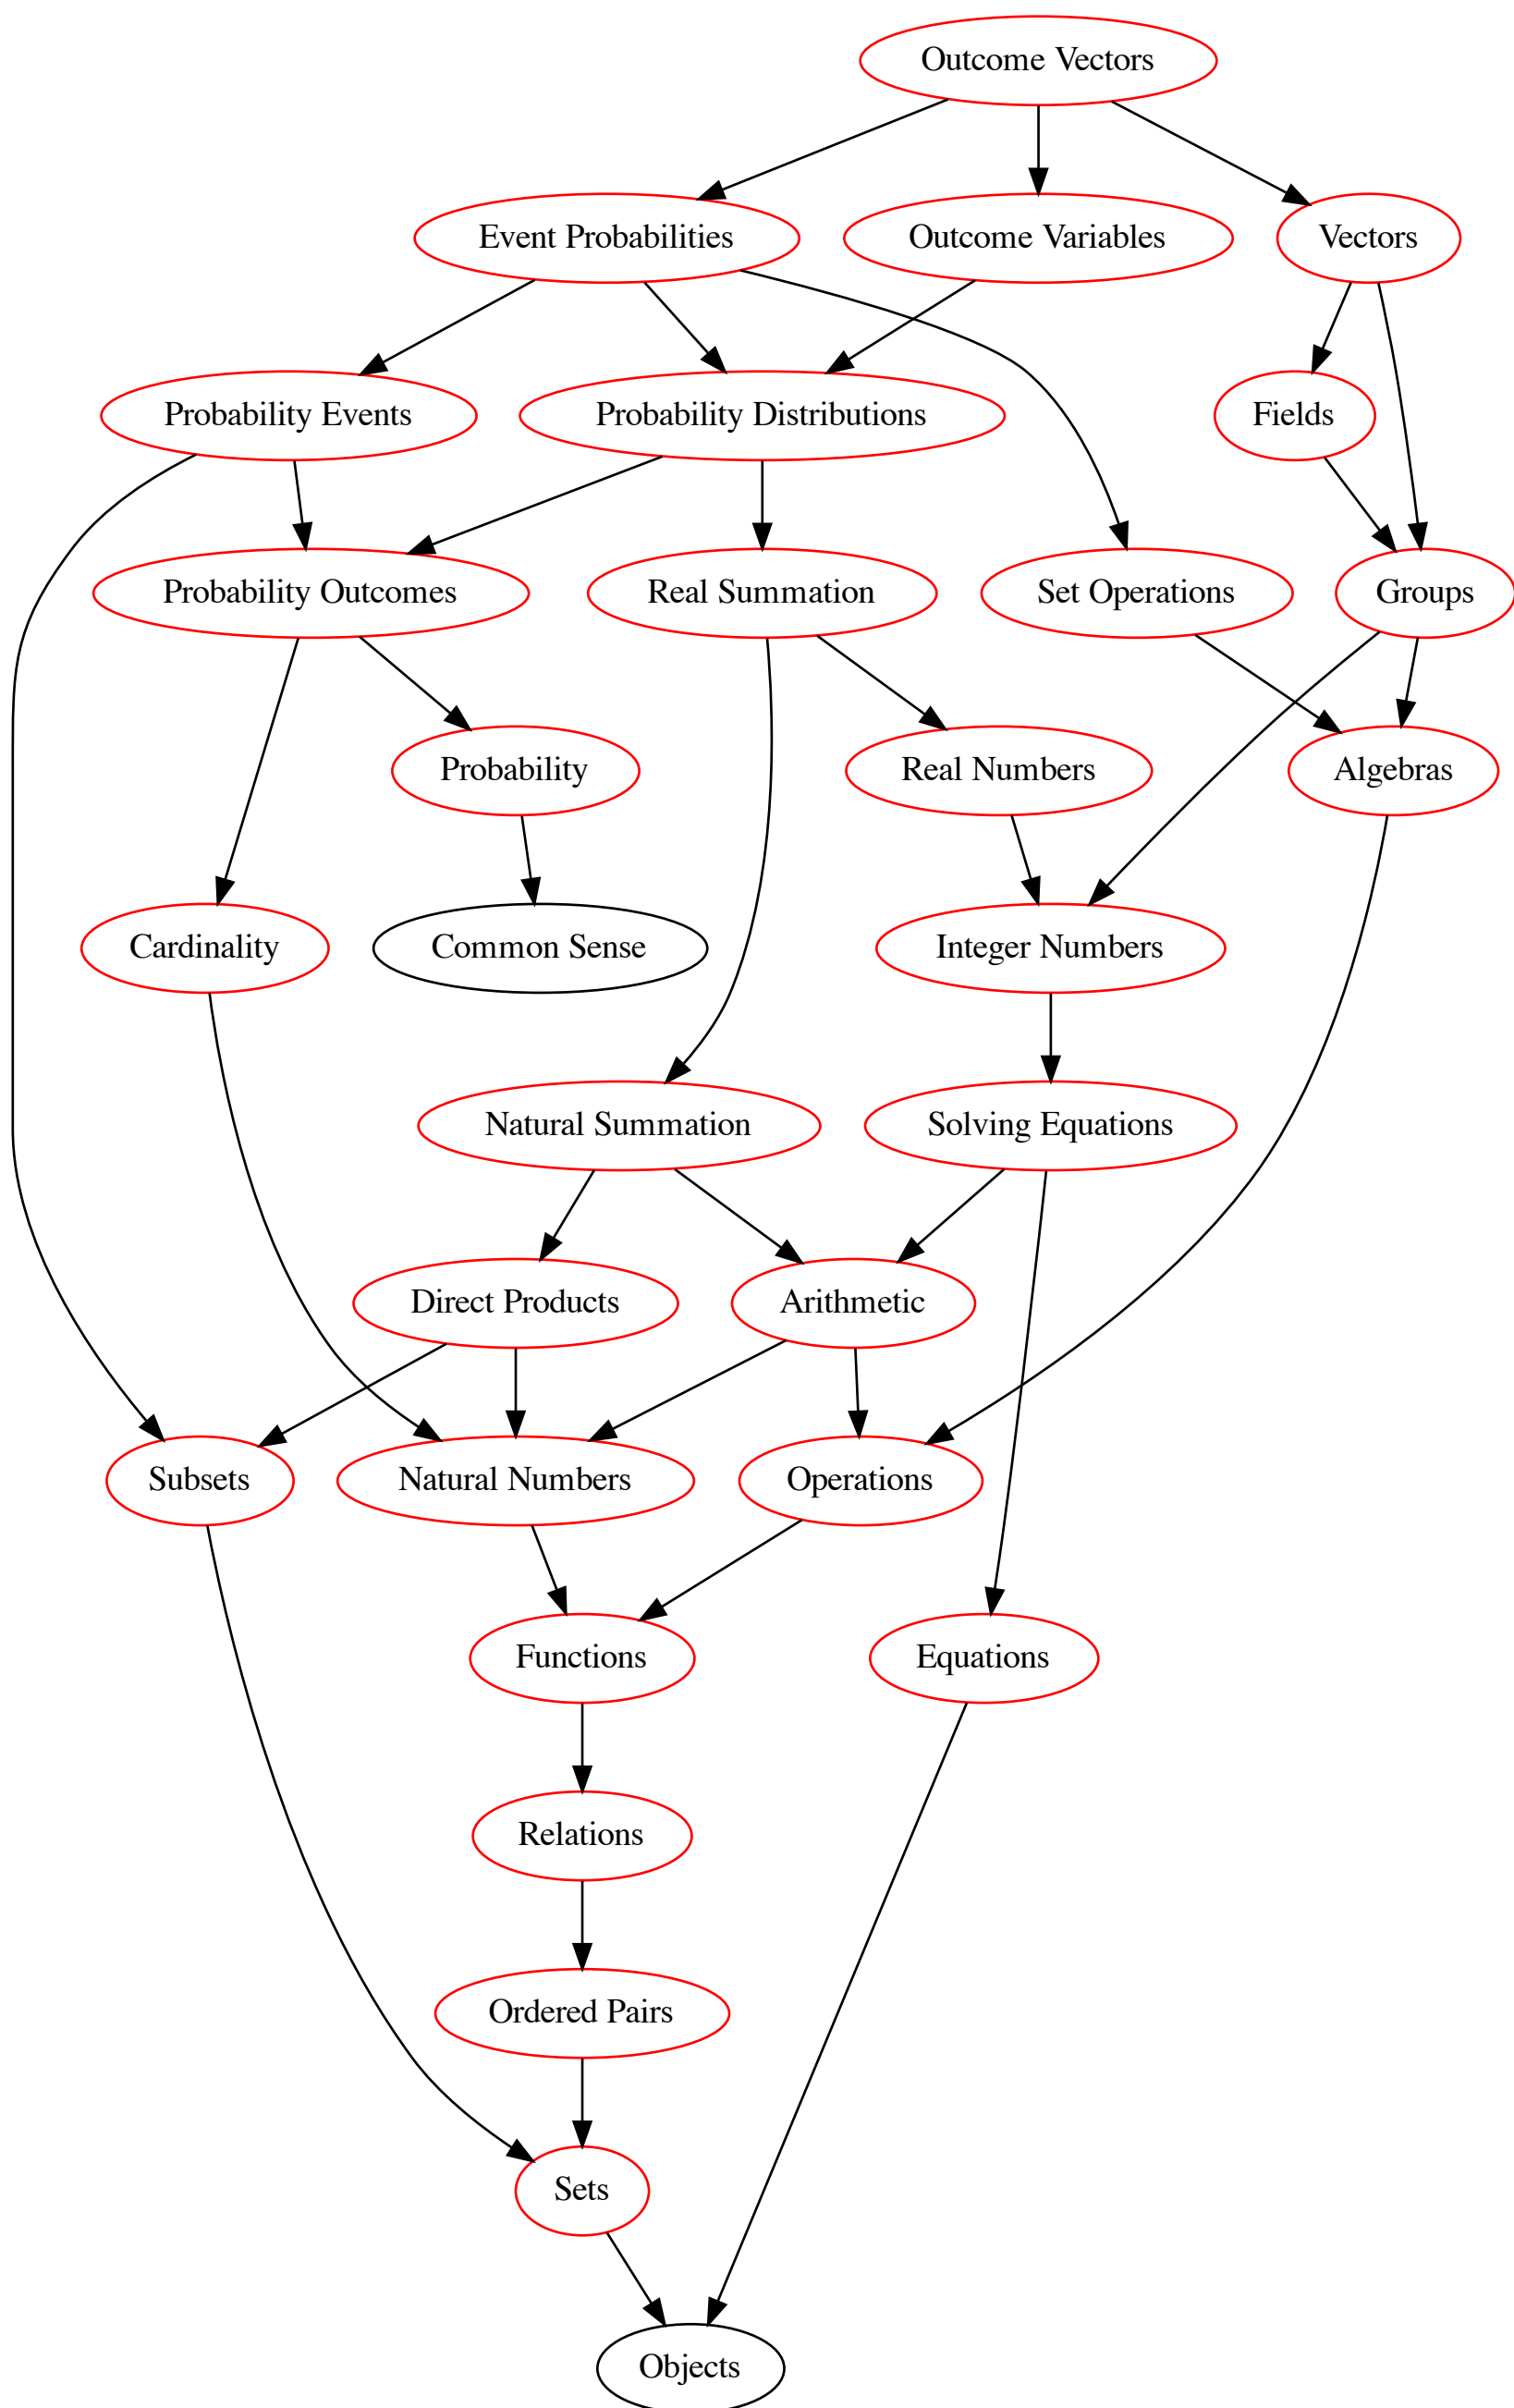 Outcome Vectors
Event Probabilities
Outcome Variables
Vectors
Probability Events
Probability Distributions
Fields
Probability Outcomes
Real Summation
Set Operations
Groups
Probability
Real Numbers
Algebras
Cardinality
Common Sense
Integer Numbers
Natural Summation
Solving Equations
Direct Products
Arithmetic
Subsets
Natural Numbers
Operations
Functions
Equations
Relations
Ordered Pairs
Sets
Objects